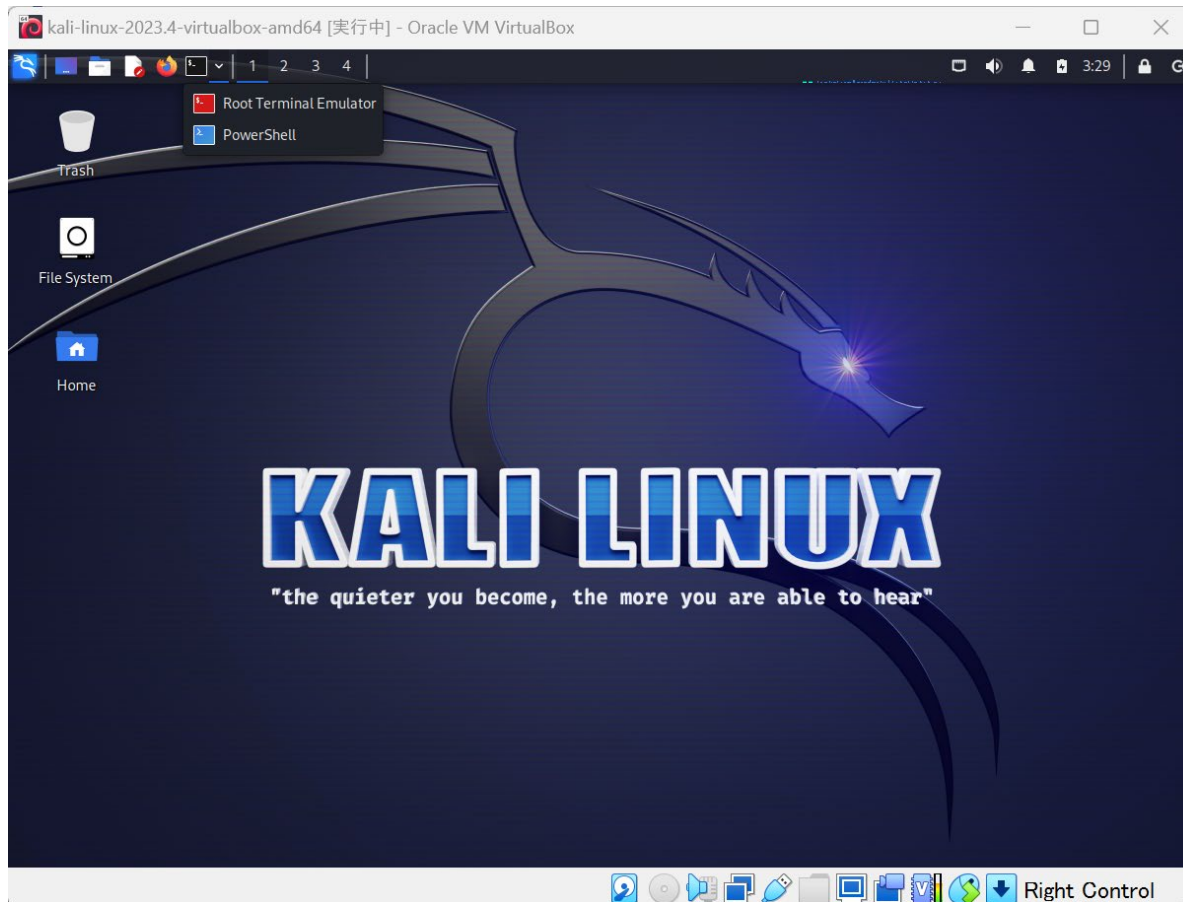 kali-linux-2023.4-virtualbox-amd64 [実行中] - Oracle VM VirtualBox
1 2 3 4
3:29
Root Terminal Emulator
PowerShell
Trash
File System
Home
KALI LINUX
"the quieter you become, the more you are able to hear"
Right Control